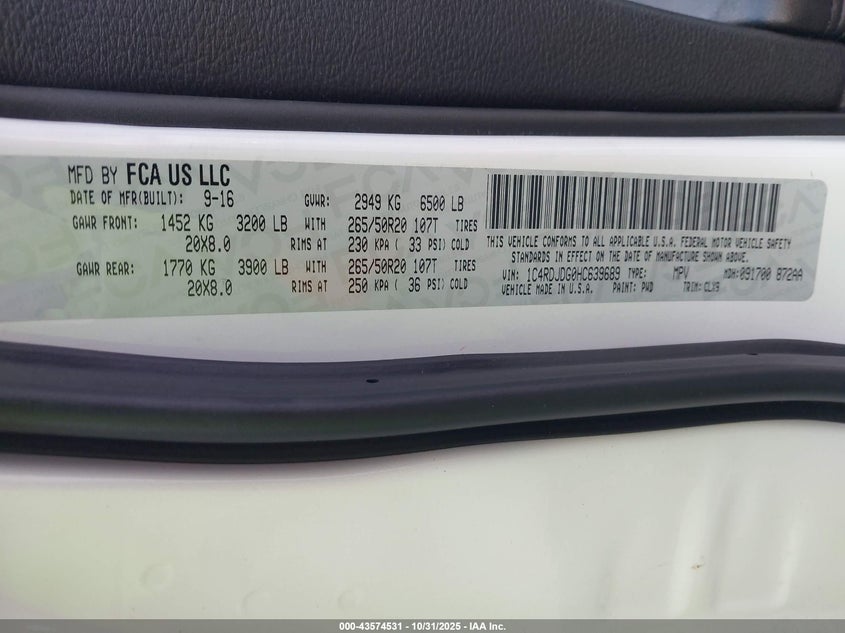 MFD BY FCA US LLC
DATE OF MFR(BUILT): 9-16 GVWR: 2949 KG 6500 LB
GAWR FRONT: 1452 KG 3200 LB WITH 265/50R20 107T TIRES
20X8.0 RIMS AT 230 KPA ( 33 PSI) COLD
GAWR REAR: 1770 KG 3900 LB WITH 265/50R20 107T TIRES
20X8.0 RIMS AT 250 KPA ( 36 PSI) COLD
THIS VEHICLE CONFORMS TO ALL APPLICABLE U.S.A. FEDERAL MOTOR VEHICLE SAFETY
STANDARDS IN EFFECT ON THE DATE OF MANUFACTURE SHOWN ABOVE.
VIN: 1C4RDJDG0HC639689 TYPE: MPV MDH: 091700 872AA
VEHICLE MADE IN U.S.A. PAINT: PWD TRIM: CLX9
000-43574531 - 10/31/2025 - IAA Inc.